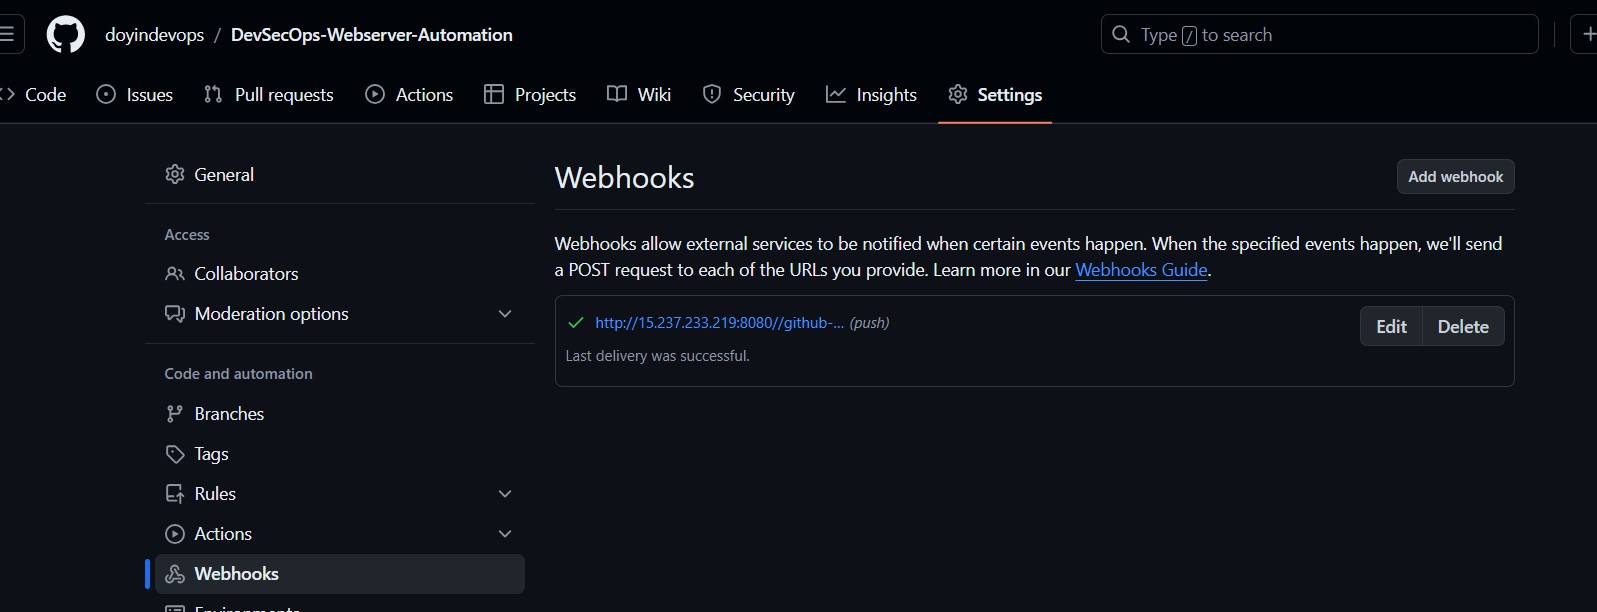 doyindevops / DevSecOps-Webserver-Automation
Type / to search
Code Issues Pull requests Actions Projects Wiki Security Insights Settings
General
Access
Collaborators
Moderation options
Code and automation
Branches
Tags
Rules
Actions
Webhooks
Environments
Webhooks
Add webhook
Webhooks allow external services to be notified when certain events happen. When the specified events happen, we'll send
a POST request to each of the URLs you provide. Learn more in our Webhooks Guide.
http://15.237.233.219:8080//github-... (push)
Edit Delete
Last delivery was successful.